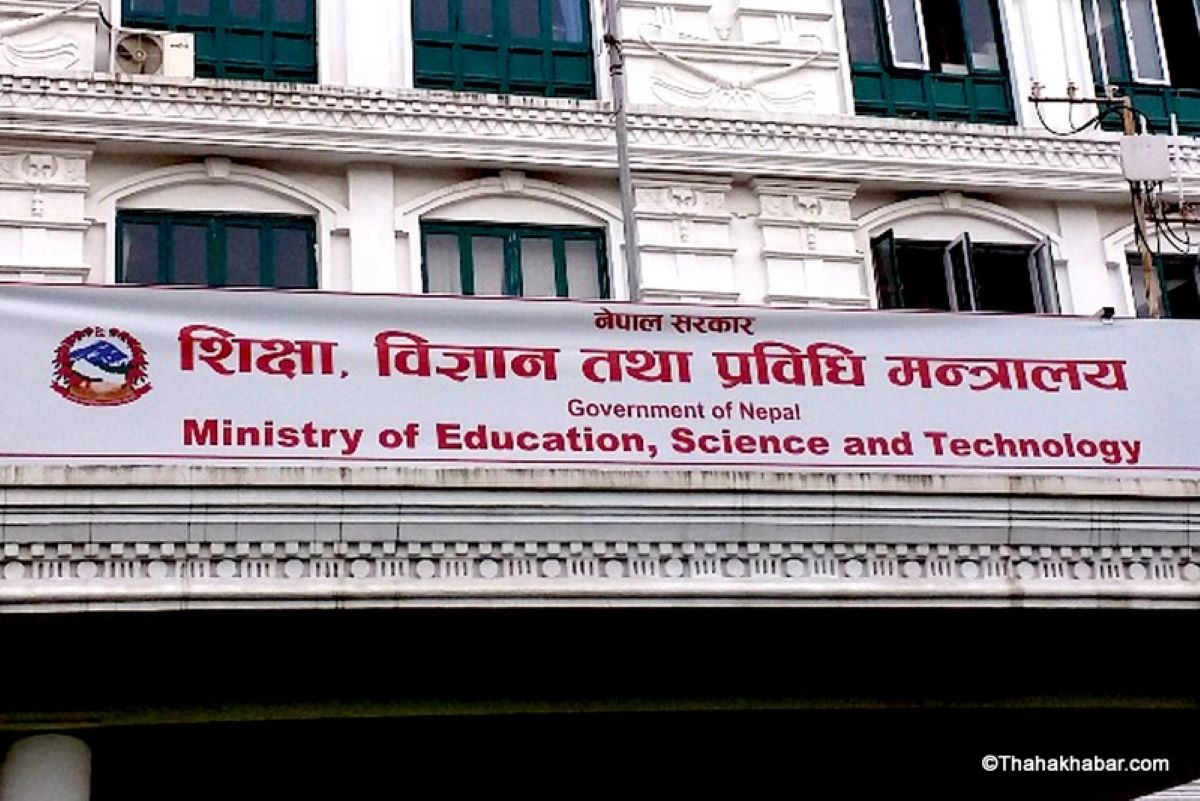 नेपाल सरकार
शिक्षा, विज्ञान तथा प्रविधि मन्त्रालय
Government of Nepal
Ministry of Education, Science and Technology
©Thahakhabar.com